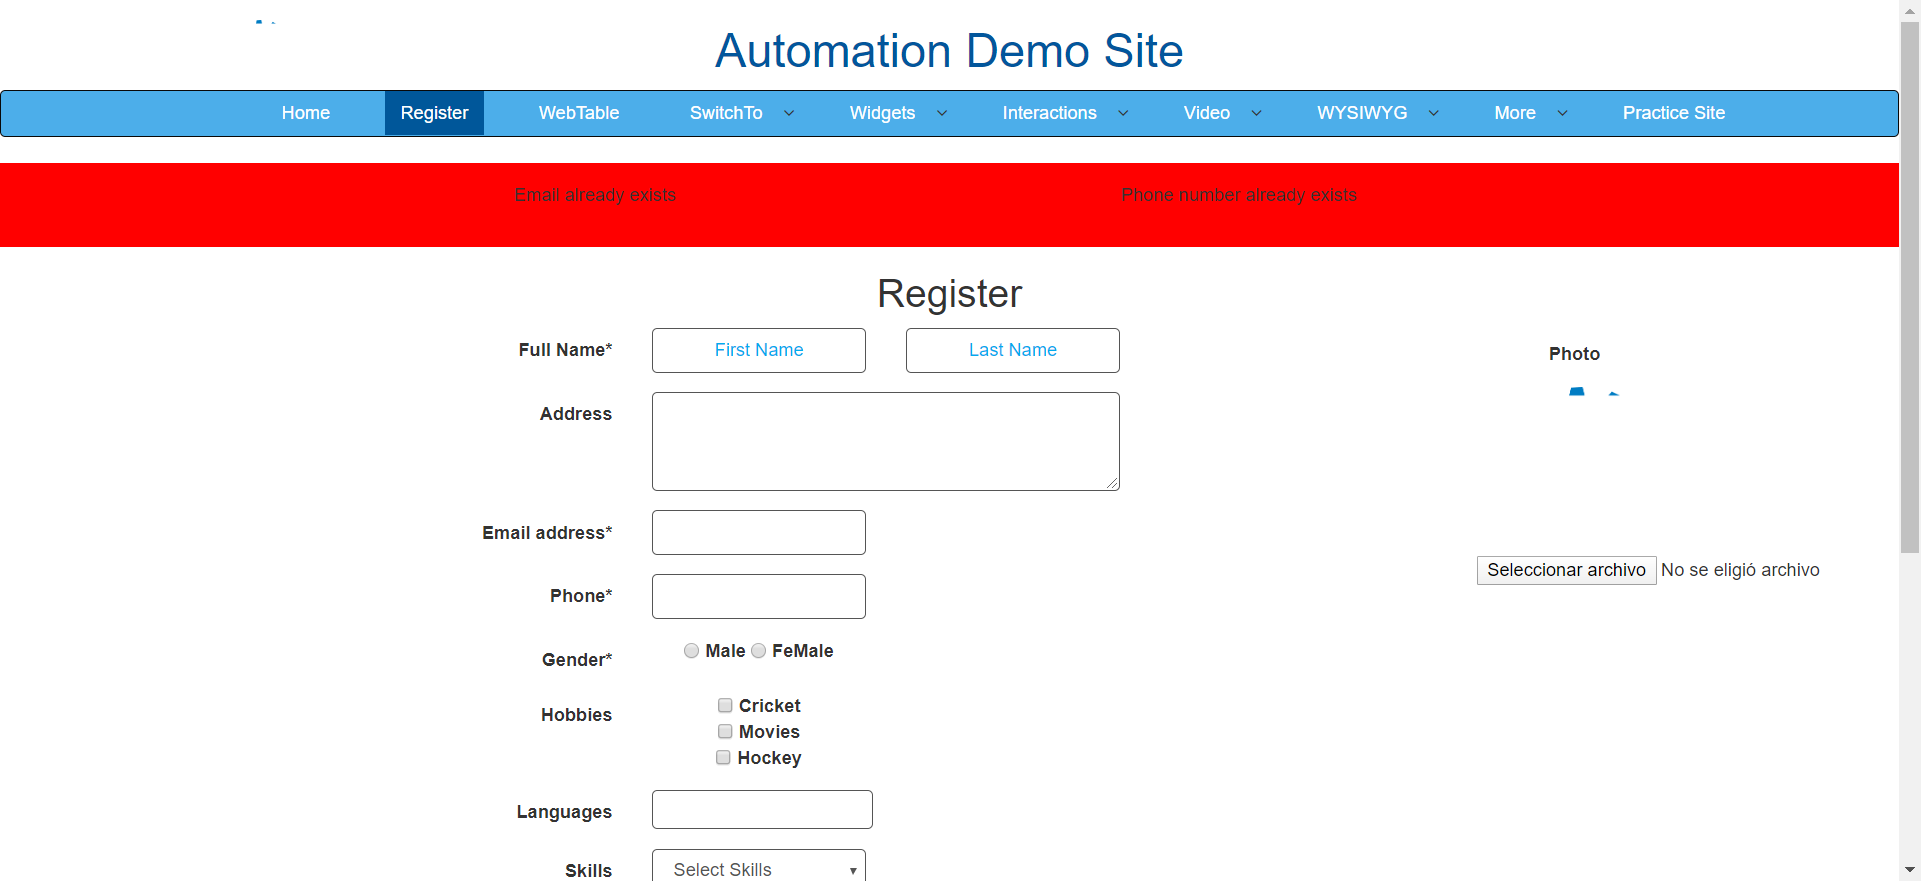 Automation Demo Site
Home Register WebTable SwitchTo Widgets Interactions Video WYSIWYG More Practice Site
Email already exists Phone number already exists
Register
Full Name* First Name Last Name
Photo
Address
Email address*
Seleccionar archivo No se eligió archivo
Phone*
Gender* Male FeMale
Hobbies Cricket
Movies
Hockey
Languages
Skills Select Skills